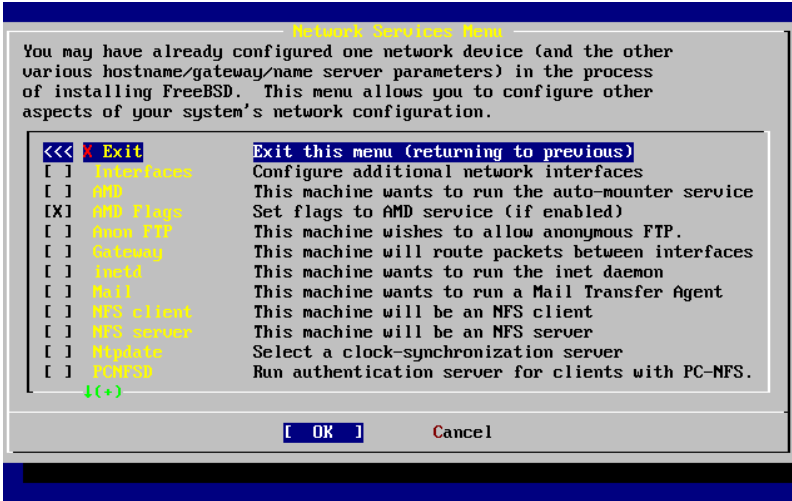 Network Services Menu
You may have already configured one network device (and the other
various hostname/gateway/name server parameters) in the process
of installing FreeBSD.  This menu allows you to configure other
aspects of your system's network configuration.
<<< X Exit Exit this menu (returning to previous)
[ ] Interfaces Configure additional network interfaces
[ ] AMD This machine wants to run the auto-mounter service
[X] AMD Flags Set flags to AMD service (if enabled)
[ ] Anon FTP This machine wishes to allow anonymous FTP.
[ ] Gateway This machine will route packets between interfaces
[ ] inetd This machine wants to run the inet daemon
[ ] Mail This machine wants to run a Mail Transfer Agent
[ ] NFS client This machine will be an NFS client
[ ] NFS server This machine will be an NFS server
[ ] Ntpdate Select a clock-synchronization server
[ ] PCNFSD Run authentication server for clients with PC-NFS.
↓(+)
[ OK ] Cancel